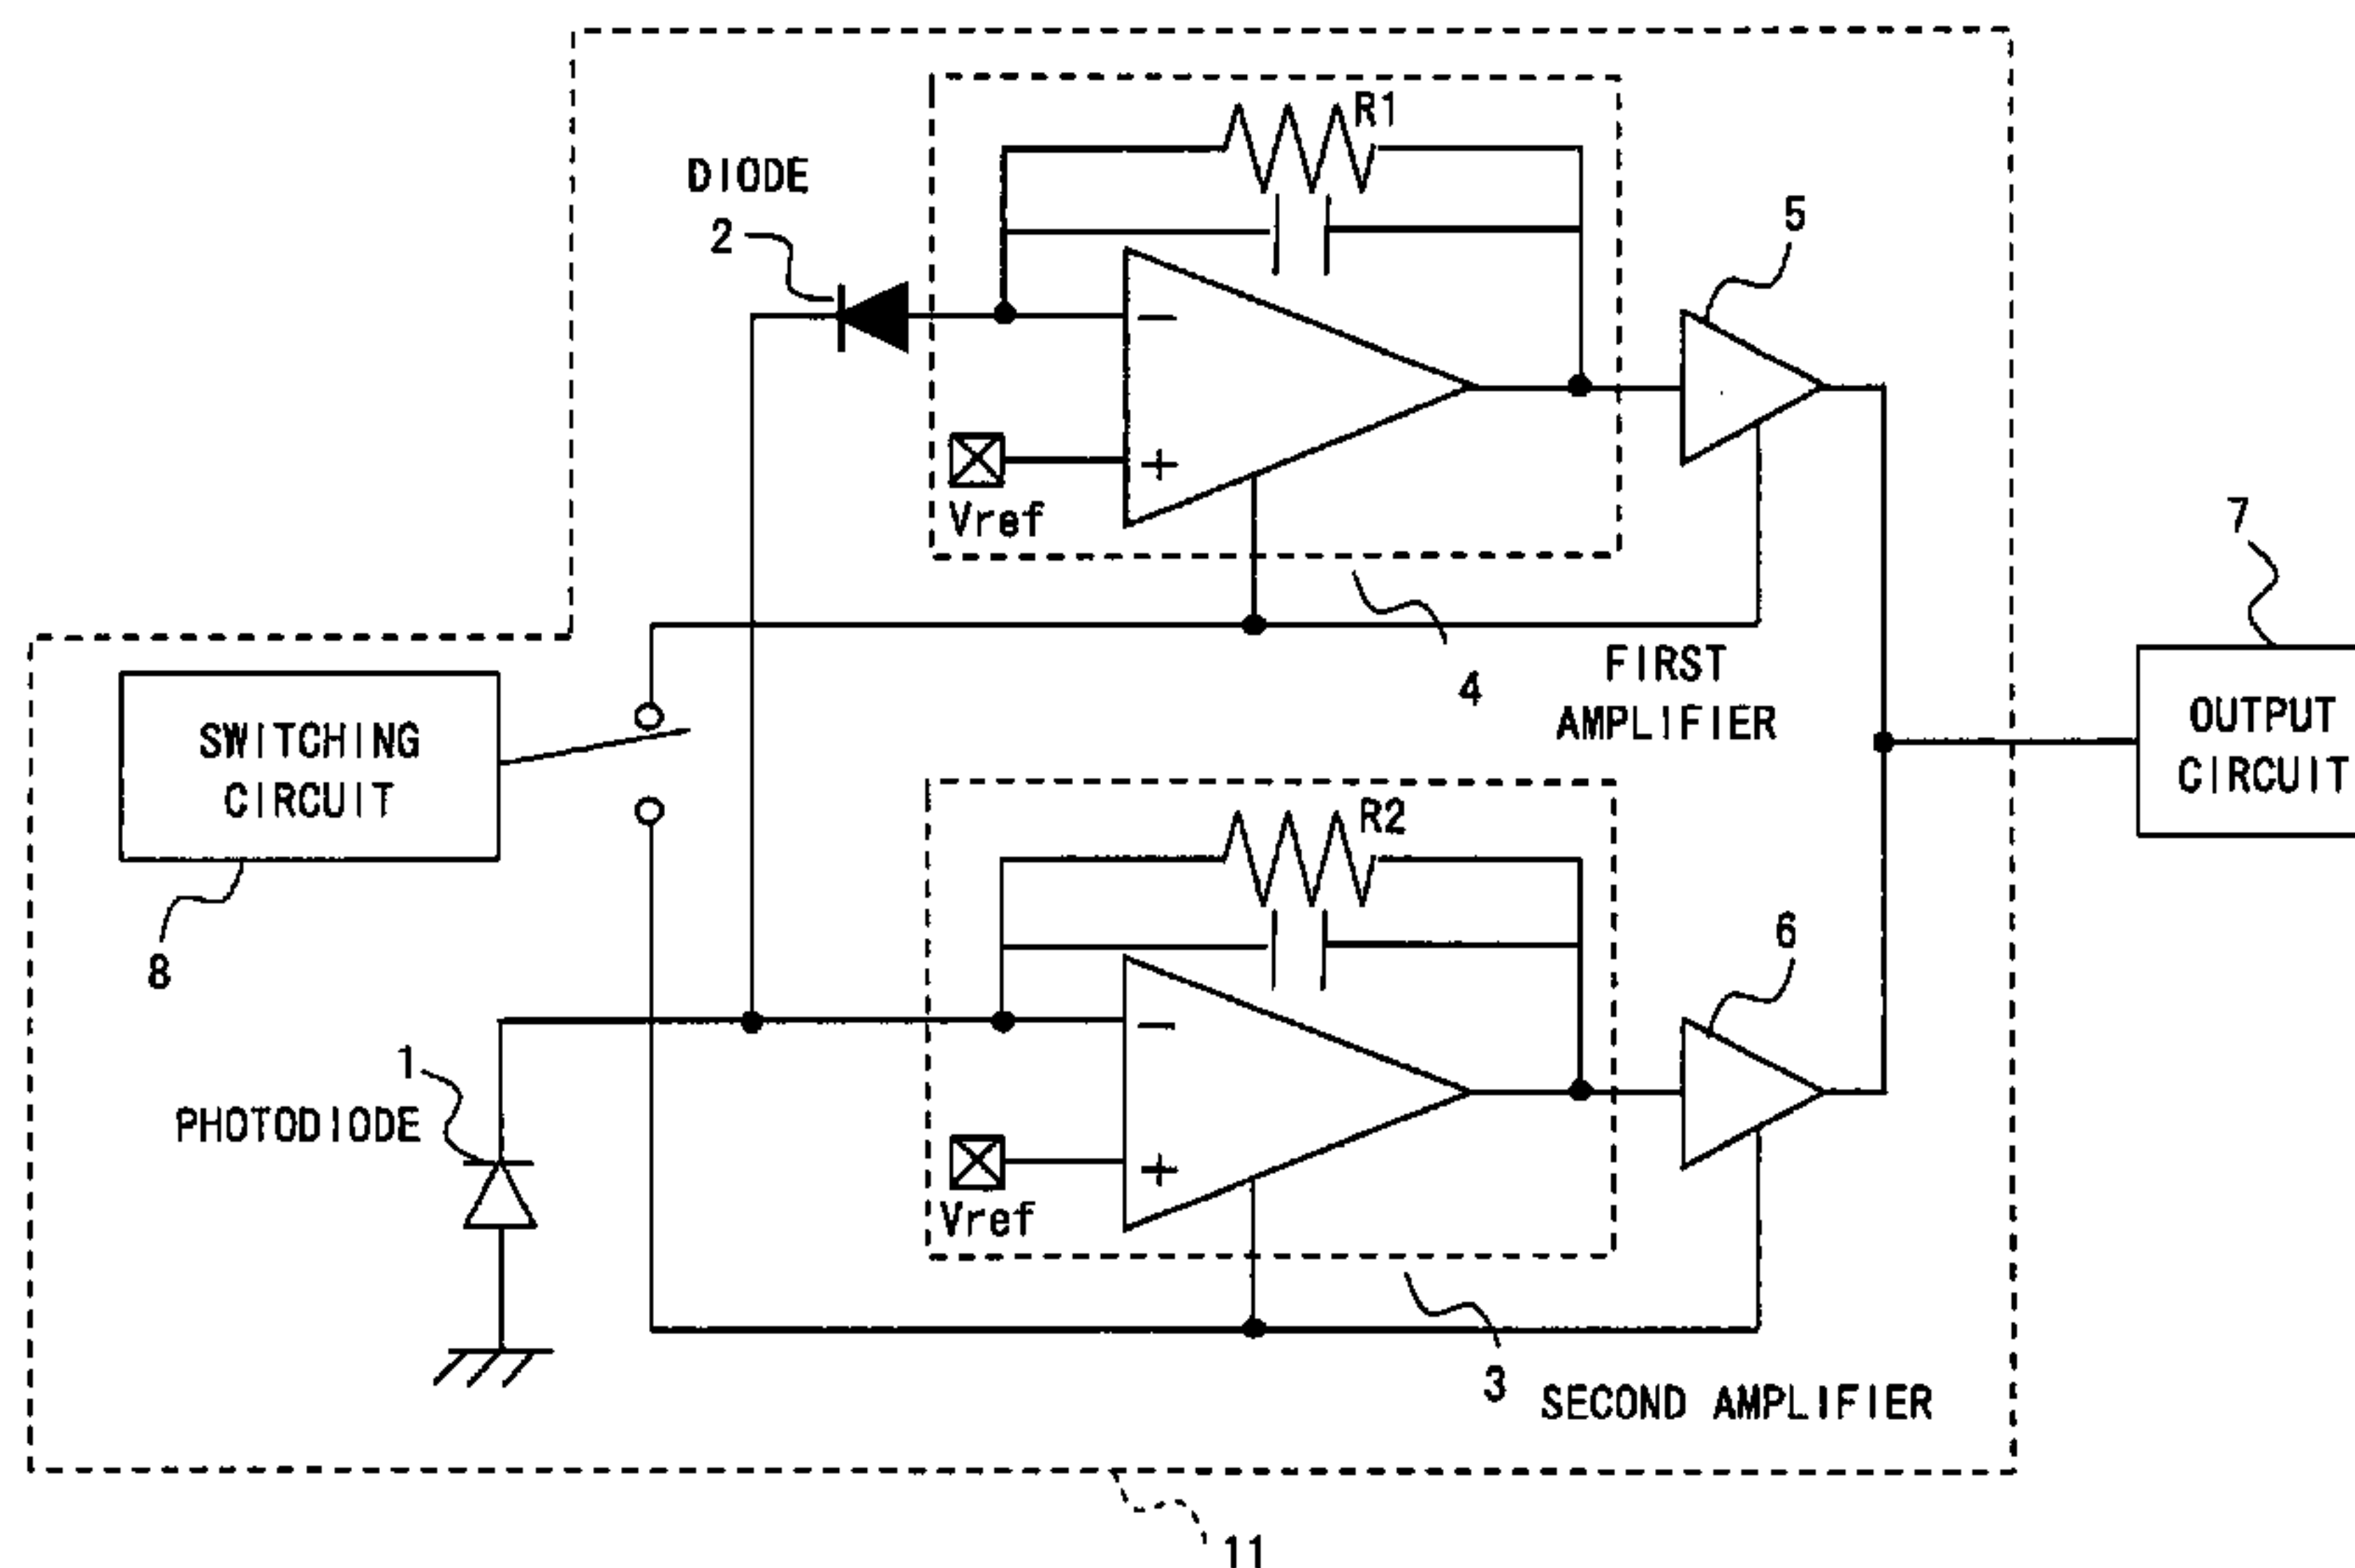 R1
DIODE
2
5
-
+
Vref
7
4
FIRST
AMPLIFIER
SWITCHING
CIRCUIT
OUTPUT
CIRCUIT
R2
8
6
1
PHOTODIODE
-
+
Vref
3
SECOND AMPLIFIER
11